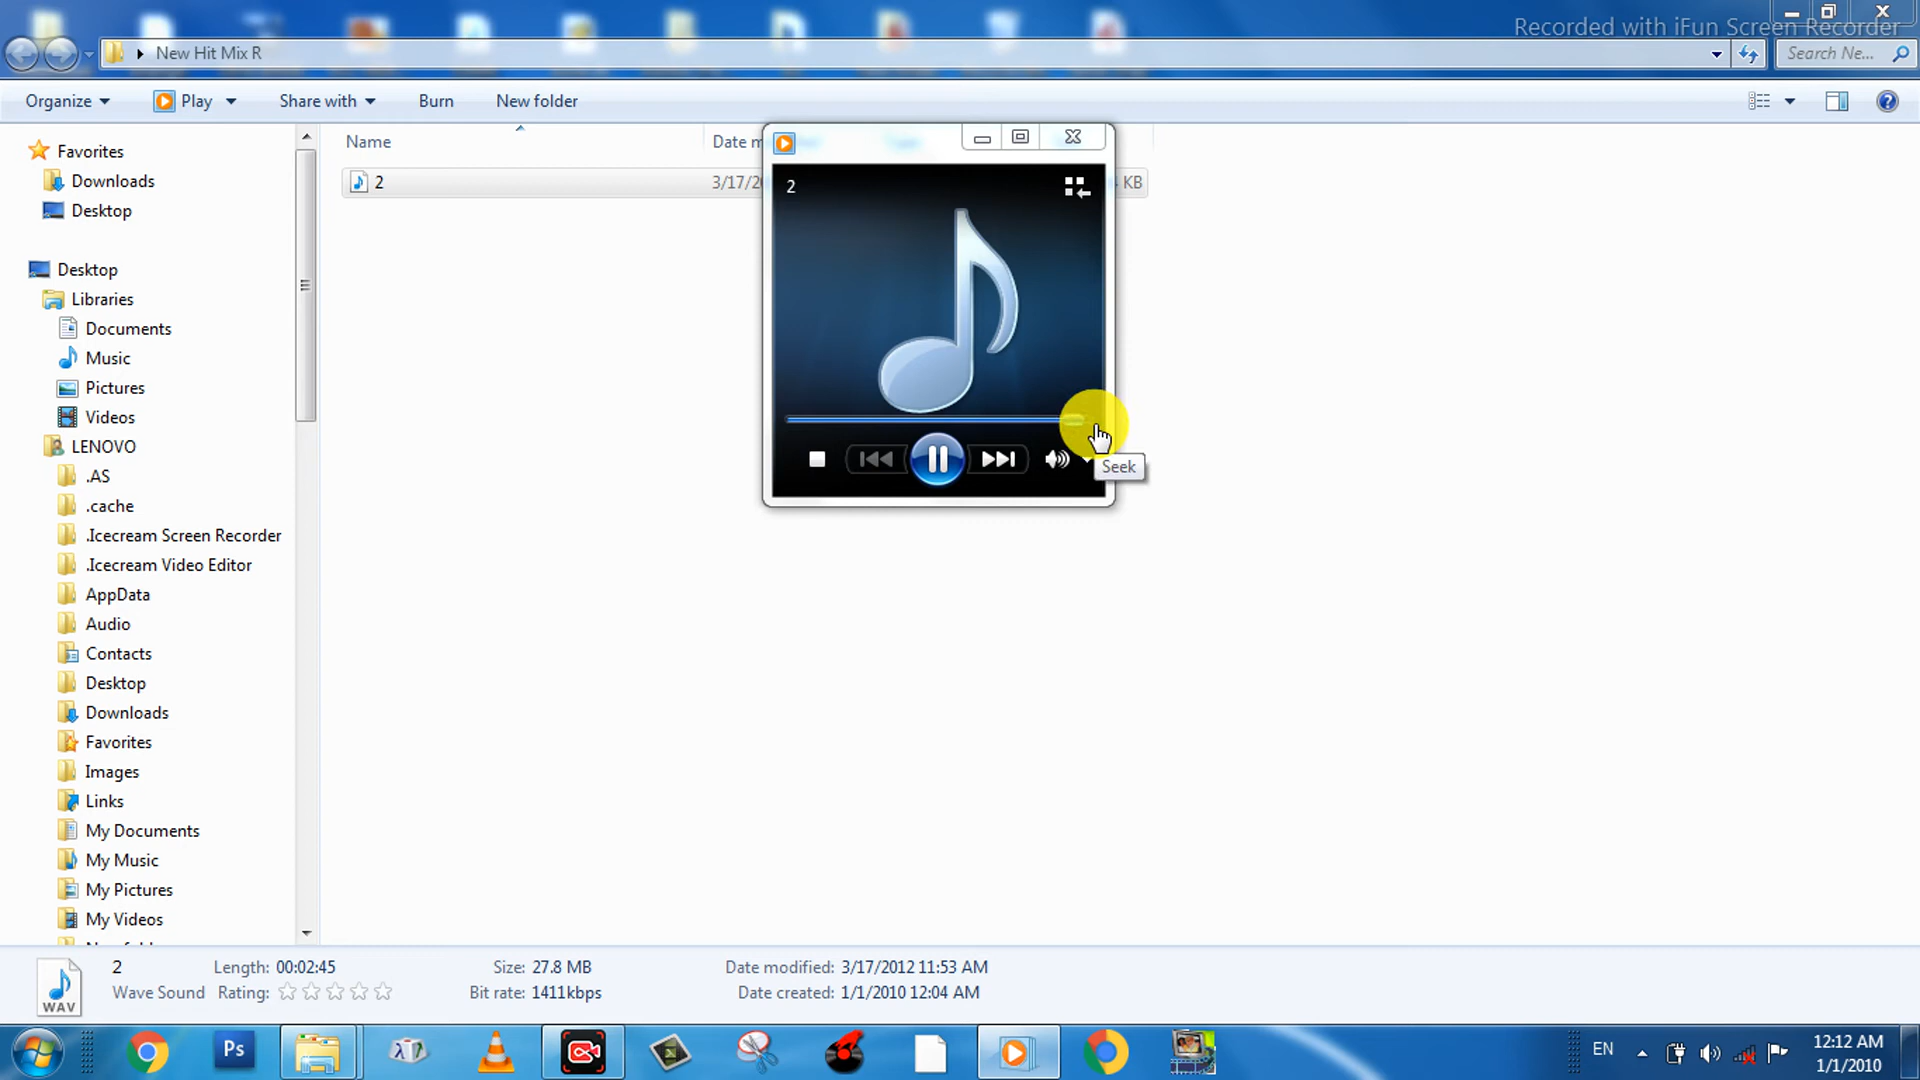 Recorded with iFun Screen Recorder
New Hit Mix R
Search Ne...
Organize
Play
Share with
Burn
New folder
Name
Date m
2
3/17/2
KB
2
Seek
Favorites
Downloads
Desktop
Desktop
Libraries
Documents
Music
Pictures
Videos
LENOVO
.AS
.cache
.Icecream Screen Recorder
.Icecream Video Editor
AppData
Audio
Contacts
Desktop
Downloads
Favorites
Images
Links
My Documents
My Music
My Pictures
My Videos
WAV
2
Length: 00:02:45
Size: 27.8 MB
Date modified: 3/17/2012 11:53 AM
Wave Sound
Rating:
Bit rate: 1411kbps
Date created: 1/1/2010 12:04 AM
Ps
EN
12:12 AM
1/1/2010